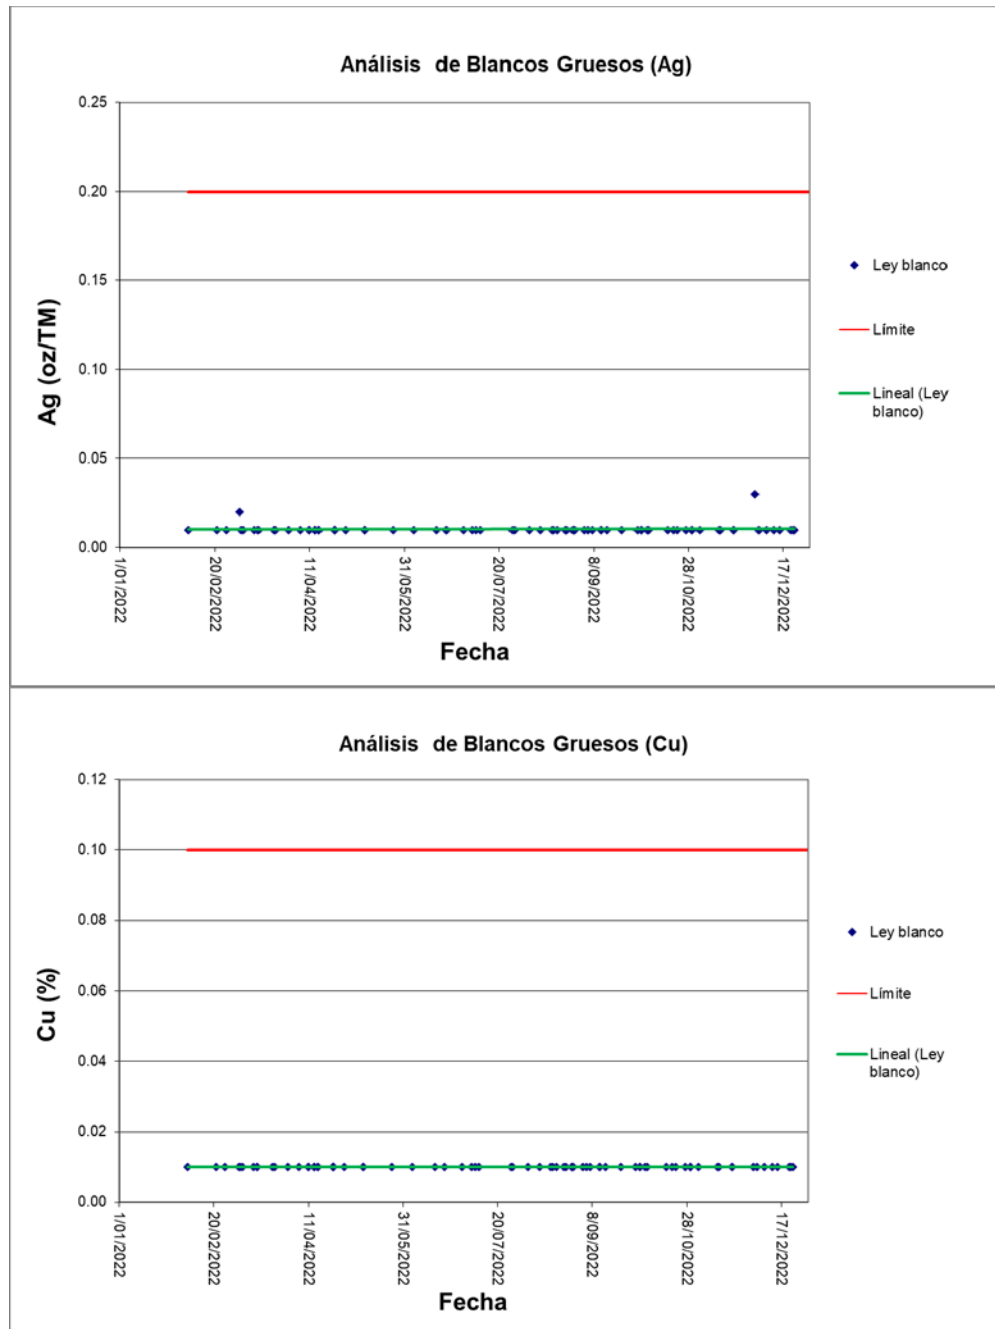 Análisis de Blancos Gruesos (Ag)
0.25
0.20
0.15
0.10
0.05
0.00
Ag (oz/TM)
1/01/2022
20/02/2022
11/04/2022
31/05/2022
20/07/2022
8/09/2022
28/10/2022
17/12/2022
Fecha
Ley blanco
Límite
Lineal (Ley
blanco)
Análisis de Blancos Gruesos (Cu)
0.12
0.10
0.08
0.06
0.04
0.02
0.00
Cu (%)
1/01/2022
20/02/2022
11/04/2022
31/05/2022
20/07/2022
8/09/2022
28/10/2022
17/12/2022
Fecha
Ley blanco
Límite
Lineal (Ley
blanco)